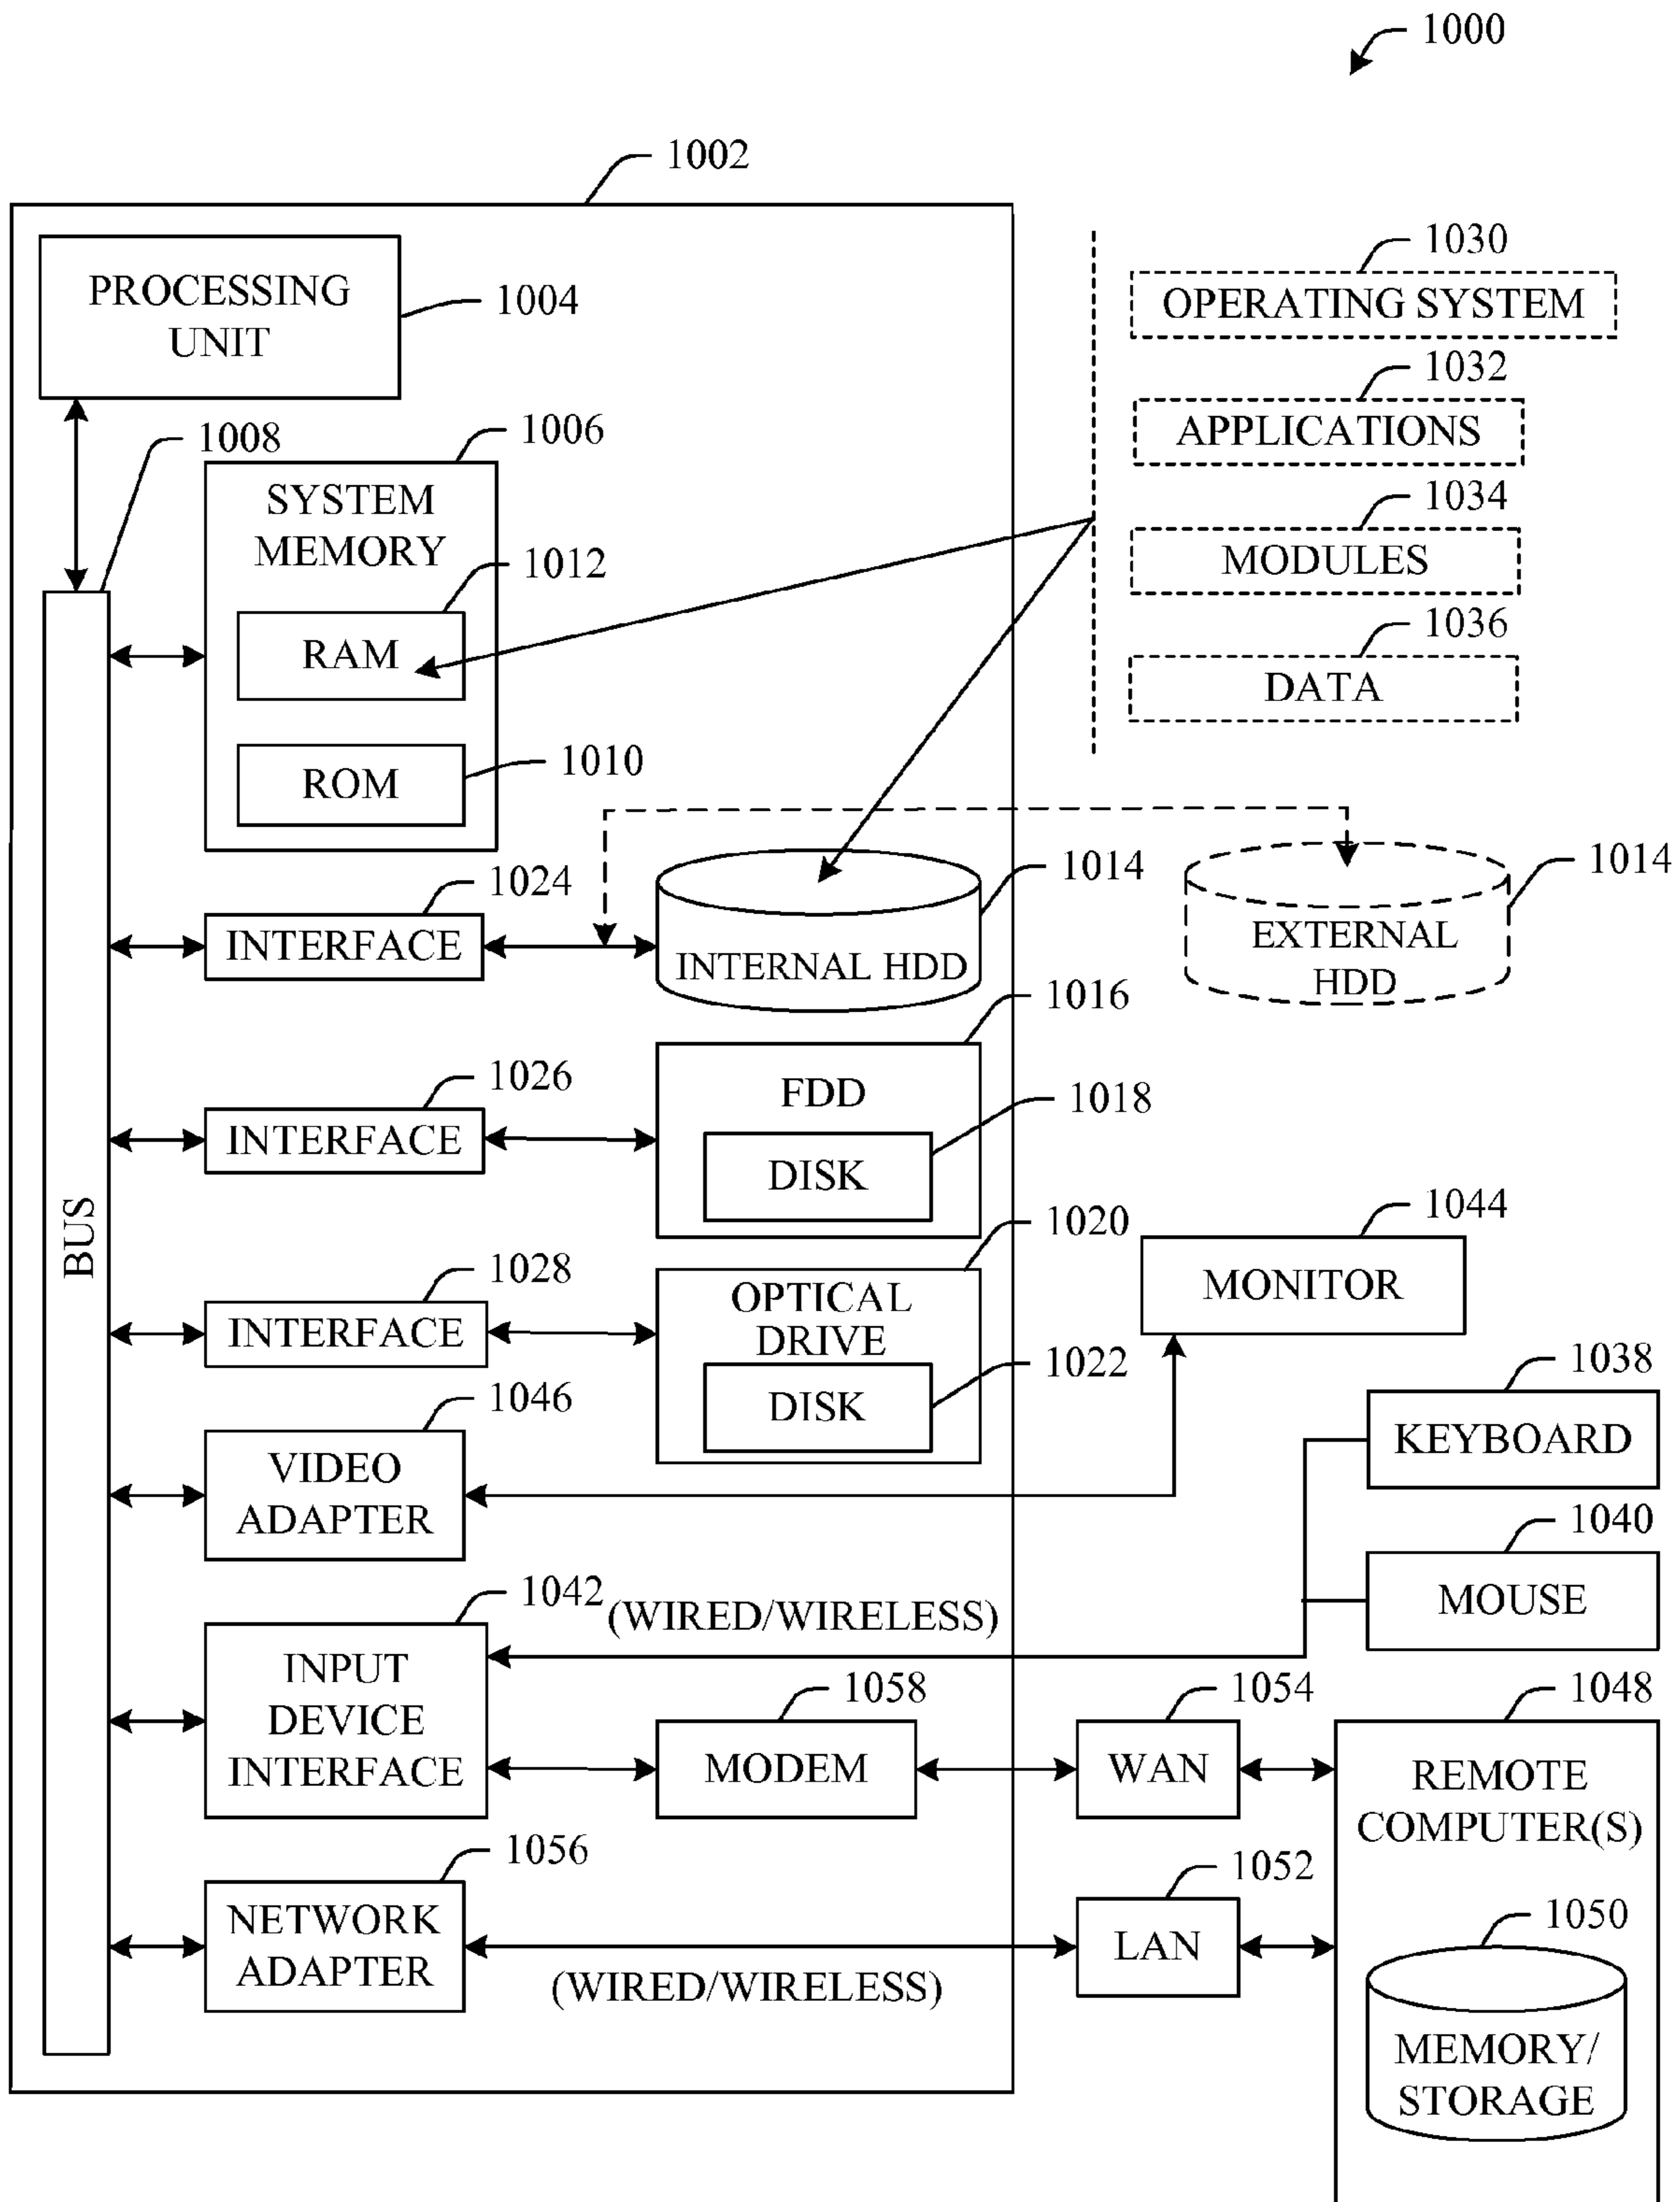 1000
1002
PROCESSING
UNIT
1004
1030
OPERATING SYSTEM
1032
APPLICATIONS
1034
MODULES
1036
DATA
1008
1006
SYSTEM
MEMORY
1012
RAM
1010
ROM
1024
INTERFACE
1014
INTERNAL HDD
1014
EXTERNAL
HDD
1016
1026
INTERFACE
FDD
1018
DISK
BUS
1020
1028
INTERFACE
OPTICAL
DRIVE
1022
DISK
1044
MONITOR
1038
KEYBOARD
1046
VIDEO
ADAPTER
1040
MOUSE
1042
(WIRED/WIRELESS)
INPUT
DEVICE
INTERFACE
1058
MODEM
1054
WAN
1048
REMOTE
COMPUTER(S)
1056
NETWORK
ADAPTER
(WIRED/WIRELESS)
1052
LAN
1050
MEMORY/
STORAGE